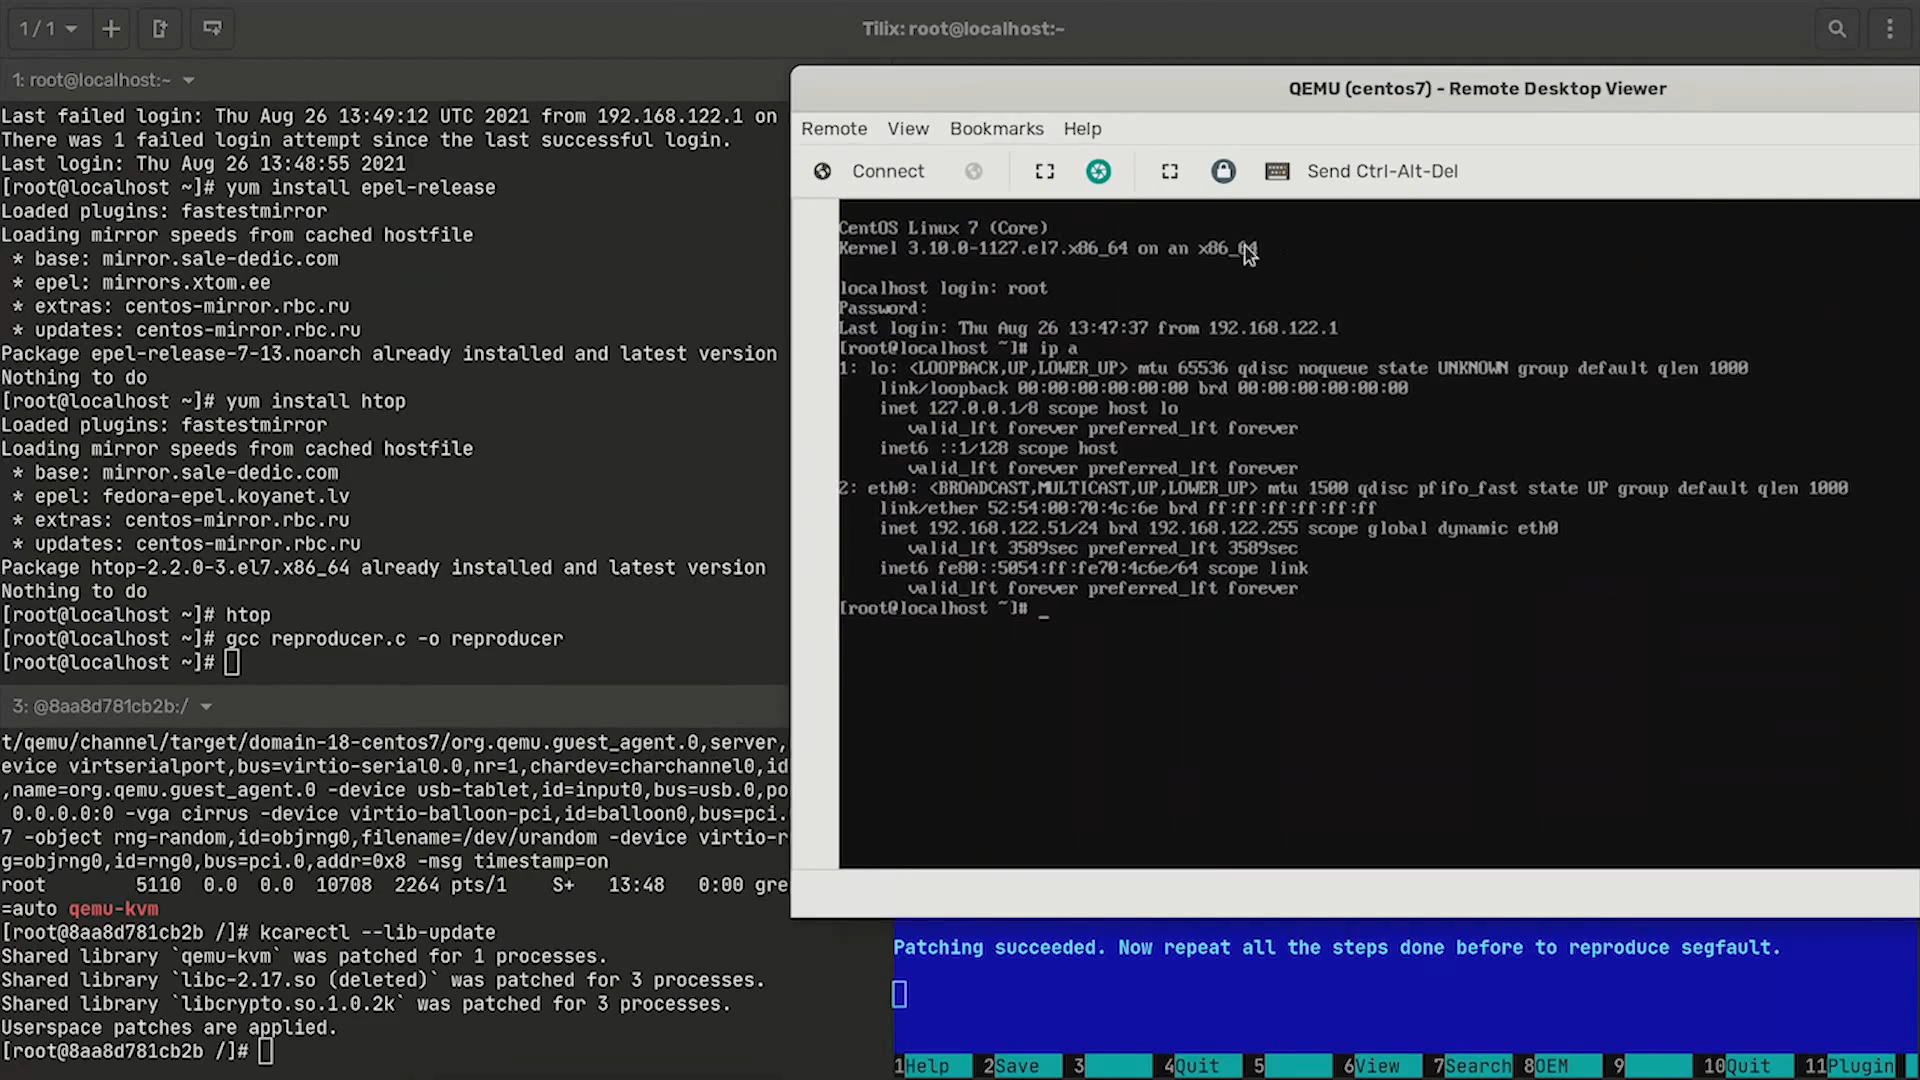 1 / 1
Tilix: root@localhost:~
1: root@localhost:~
Last failed login: Thu Aug 26 13:49:12 UTC 2021 from 192.168.122.1 on
There was 1 failed login attempt since the last successful login.
Last login: Thu Aug 26 13:48:55 2021
[root@localhost ~]# yum install epel-release
Loaded plugins: fastestmirror
Loading mirror speeds from cached hostfile
* base: mirror.sale-dedic.com
* epel: mirrors.xtom.ee
* extras: centos-mirror.rbc.ru
* updates: centos-mirror.rbc.ru
Package epel-release-7-13.noarch already installed and latest version
Nothing to do
[root@localhost ~]# yum install htop
Loaded plugins: fastestmirror
Loading mirror speeds from cached hostfile
* base: mirror.sale-dedic.com
* epel: fedora-epel.koyanet.lv
* extras: centos-mirror.rbc.ru
* updates: centos-mirror.rbc.ru
Package htop-2.2.0-3.el7.x86_64 already installed and latest version
Nothing to do
[root@localhost ~]# htop
[root@localhost ~]# gcc reproducer.c -o reproducer
[root@localhost ~]#
3: @8aa8d781cb2b:/
t/qemu/channel/target/domain-18-centos7/org.qemu.guest_agent.0,server,
evice virtserialport,bus=virtio-serial0.0,nr=1,chardev=charchannel0,id
,name=org.qemu.guest_agent.0 -device usb-tablet,id=input0,bus=usb.0,po
0.0.0.0:0 -vga cirrus -device virtio-balloon-pci,id=balloon0,bus=pci.
7 -object rng-random,id=objrng0,filename=/dev/urandom -device virtio-r
g=objrng0,id=rng0,bus=pci.0,addr=0x8 -msg timestamp=on
root 5110 0.0 0.0 10708 2264 pts/1 S+ 13:48 0:00 gre
=auto qemu-kvm
[root@8aa8d781cb2b /]# kcarectl --lib-update
Shared library `qemu-kvm` was patched for 1 processes.
Shared library `libc-2.17.so (deleted)` was patched for 3 processes.
Shared library `libcrypto.so.1.0.2k` was patched for 3 processes.
Userspace patches are applied.
[root@8aa8d781cb2b /]#
QEMU (centos7) - Remote Desktop Viewer
Remote View Bookmarks Help
Connect Send Ctrl-Alt-Del
CentOS Linux 7 (Core)
Kernel 3.10.0-1127.el7.x86_64 on an x86_64
localhost login: root
Password:
Last login: Thu Aug 26 13:47:37 from 192.168.122.1
[root@localhost ~]# ip a
1: lo: <LOOPBACK,UP,LOWER_UP> mtu 65536 qdisc noqueue state UNKNOWN group default qlen 1000
link/loopback 00:00:00:00:00:00 brd 00:00:00:00:00:00
inet 127.0.0.1/8 scope host lo
valid_lft forever preferred_lft forever
inet6 ::1/128 scope host
valid_lft forever preferred_lft forever
2: eth0: <BROADCAST,MULTICAST,UP,LOWER_UP> mtu 1500 qdisc pfifo_fast state UP group default qlen 1000
link/ether 52:54:00:70:4c:6e brd ff:ff:ff:ff:ff:ff
inet 192.168.122.51/24 brd 192.168.122.255 scope global dynamic eth0
valid_lft 3589sec preferred_lft 3589sec
inet6 fe80::5054:ff:fe70:4c6e/64 scope link
valid_lft forever preferred_lft forever
[root@localhost ~]# _
Patching succeeded. Now repeat all the steps done before to reproduce segfault.
1Help 2Save 3 4Quit 5 6View 7Search 8OEM 9 10Quit 11Plugin